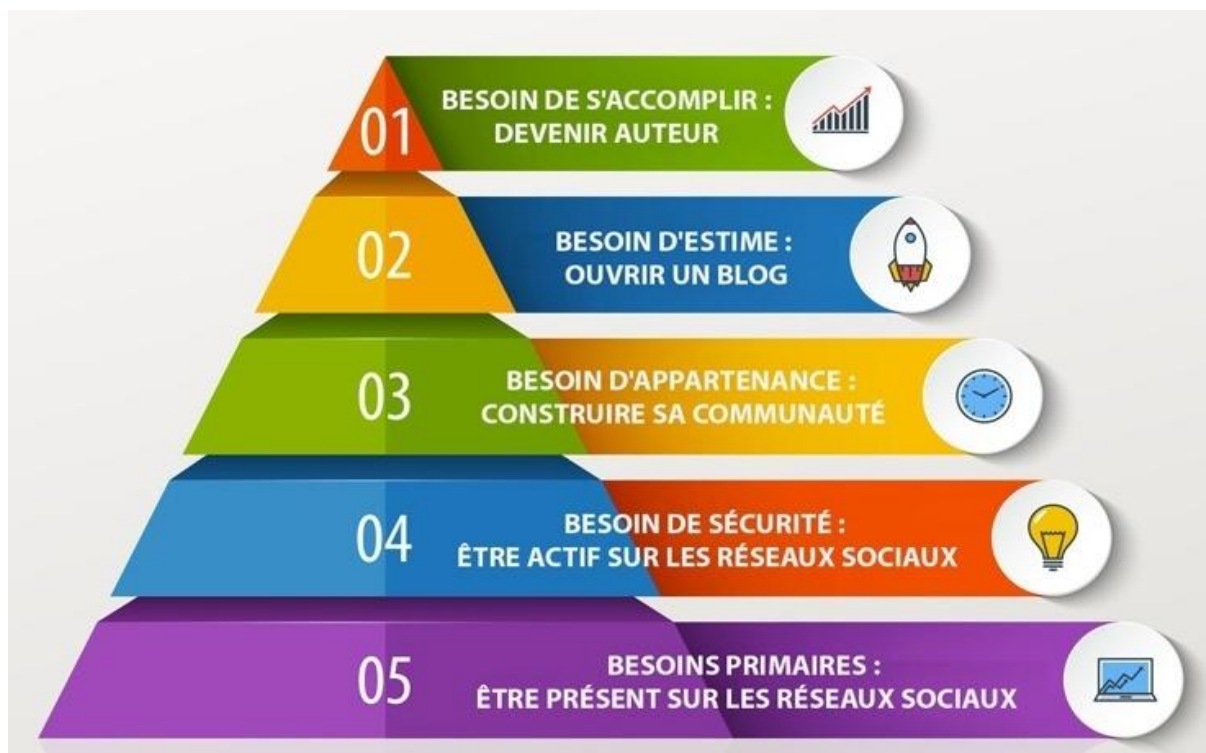 01
BESOIN DE S'ACCOMPLIR :
DEVENIR AUTEUR
02
BESOIN D'ESTIME :
OUVRIR UN BLOG
03
BESOIN D'APPARTENANCE :
CONSTRUIRE SA COMMUNAUTÉ
04
BESOIN DE SÉCURITÉ :
ÊTRE ACTIF SUR LES RÉSEAUX SOCIAUX
05
BESOINS PRIMAIRES :
ÊTRE PRÉSENT SUR LES RÉSEAUX SOCIAUX